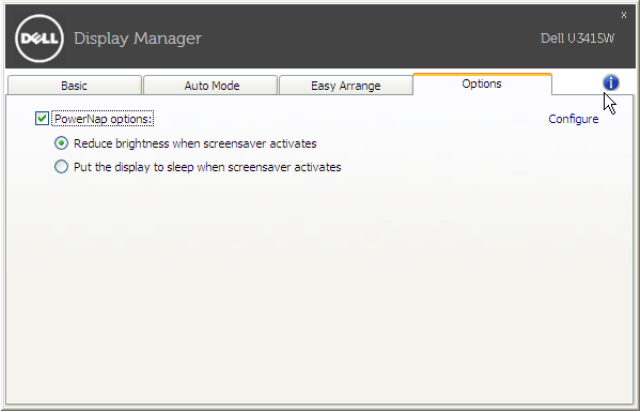 DELL Display Manager Dell U3415W x
Basic Auto Mode Easy Arrange Options
PowerNap options: Configure
Reduce brightness when screensaver activates
Put the display to sleep when screensaver activates